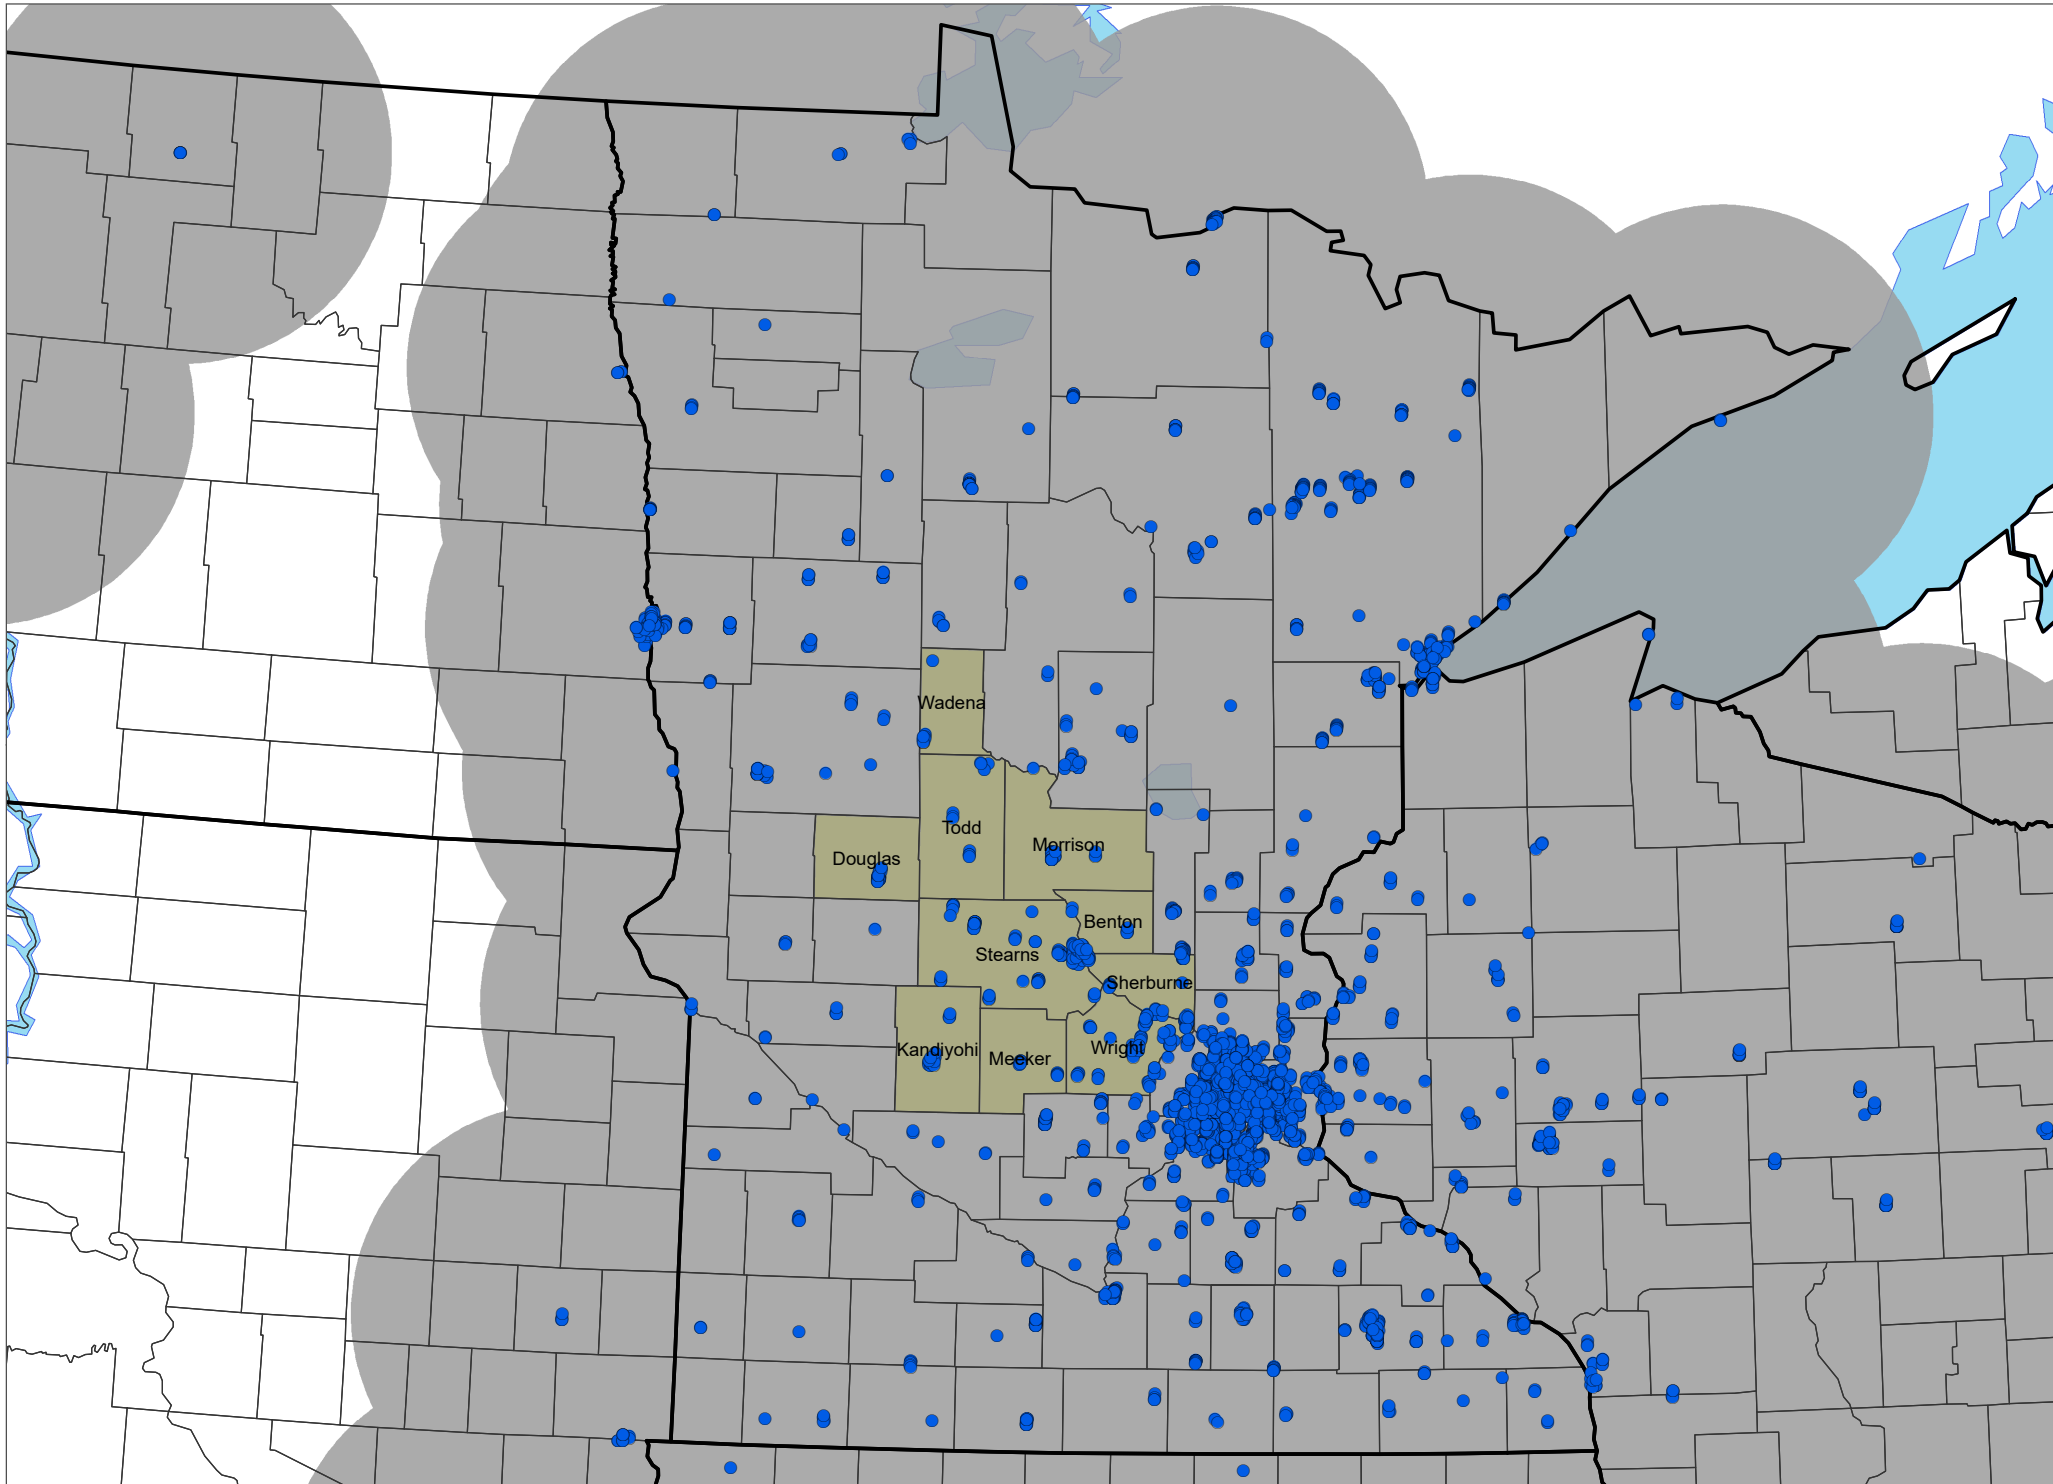 Wadena
Todd
Morrison
Douglas
Benton
Stearns
Sherburne
Kandiyohi
Meeker
Wright